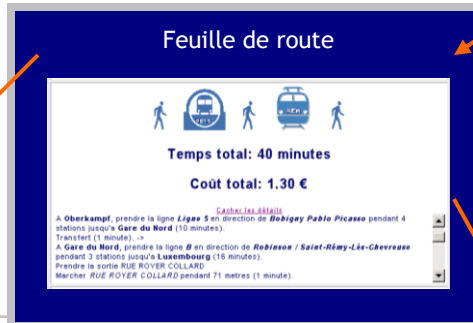 Feuille de route
Temps total: 40 minutes
Coût total: 1.30 €
Cacher les détails
A Oberkampf, prendre la ligne Ligne 5 en direction de Bobigny Pablo Picasso pendant 4
stations jusqu'a Gare du Nord (10 minutes).
Transfert (1 minute). ->
A Gare du Nord, prendre la ligne B en direction de Robinson / Saint-Rémy-Lès-Chevreuse
pendant 3 stations jusqu'a Luxembourg (16 minutes).
Prendre la sortie RUE ROYER COLLARD
Marcher RUE ROYER COLLARD pendant 71 metres (1 minute).